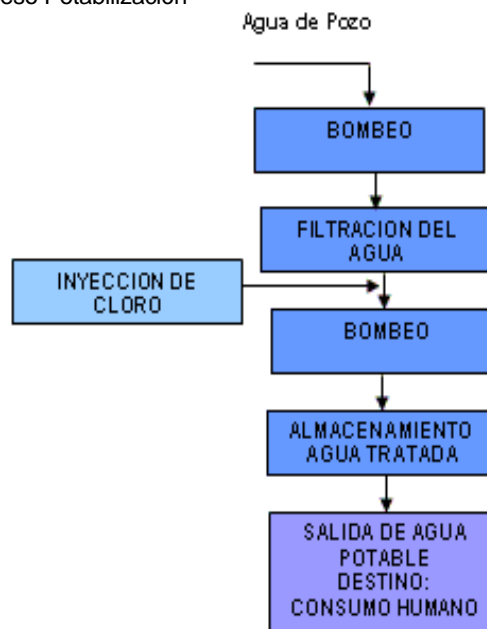 Potabilización
Agua de Pozo
BOMBEO
FILTRACION DEL
AGUA
INYECCION DE
CLORO
BOMBEO
ALMACENAMIENTO
AGUA TRATADA
SALIDA DE AGUA
POTABLE
DESTINO:
CONSUMO HUMANO